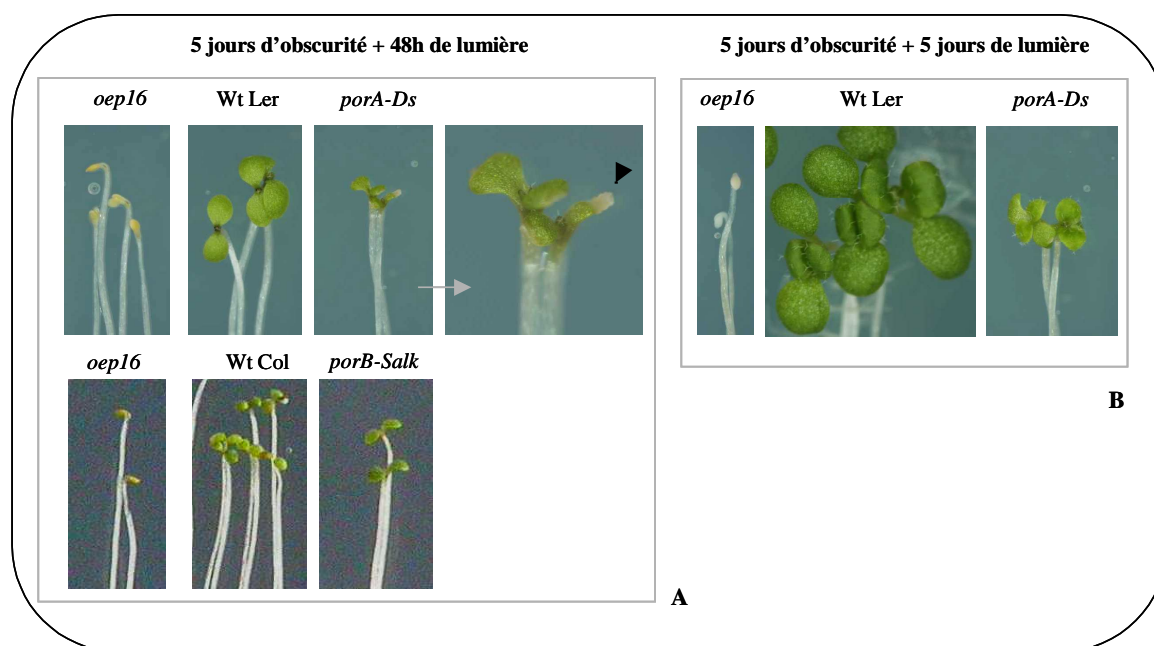 5 jours d’obscurité + 48h de lumière
5 jours d’obscurité + 5 jours de lumière
oep16
Wt Ler
porA-Ds
oep16
Wt Ler
porA-Ds
oep16
Wt Col
porB-Salk
B
A